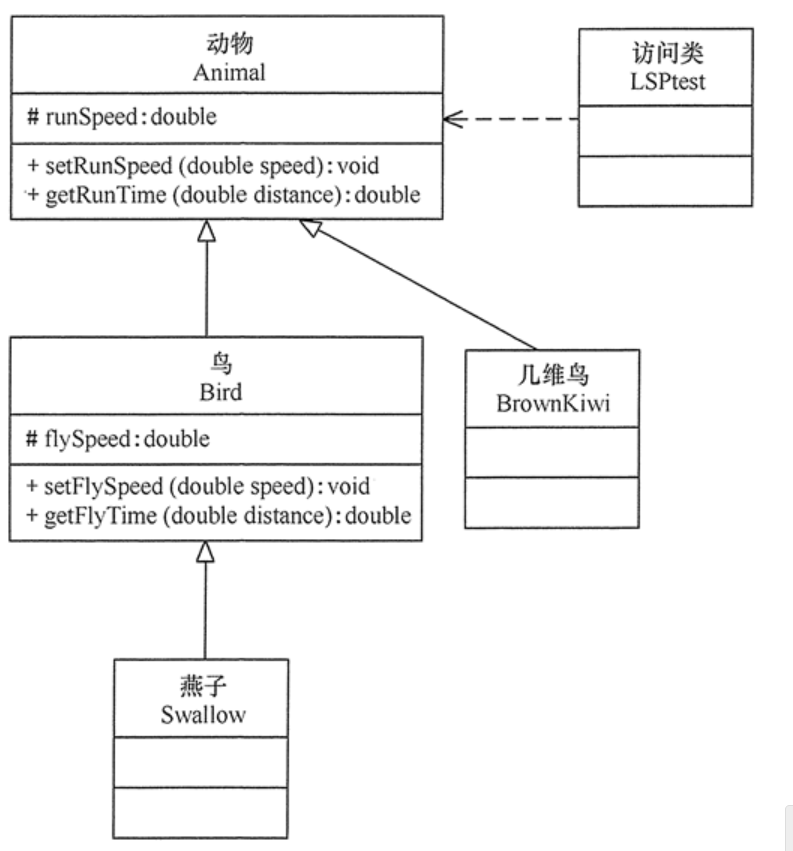 动物
Animal
# runSpeed:double
+ setRunSpeed (double speed):void
+ getRunTime (double distance):double
访问类
LSPtest
鸟
Bird
# flySpeed:double
+ setFlySpeed (double speed):void
+ getFlyTime (double distance):double
几维鸟
BrownKiwi
燕子
Swallow